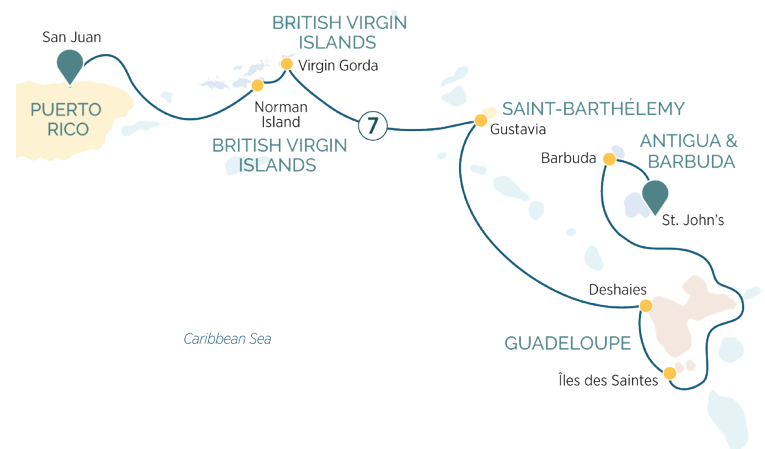 San Juan
PUERTO
RICO
BRITISH VIRGIN
ISLANDS
Virgin Gorda
Norman
Island
BRITISH VIRGIN
ISLANDS
7
SAINT-BARTHÉLEMY
Gustavia
ANTIGUA &
BARBUDA
Barbuda
St. John's
Deshaies
GUADELOUPE
Îles des Saintes
Caribbean Sea